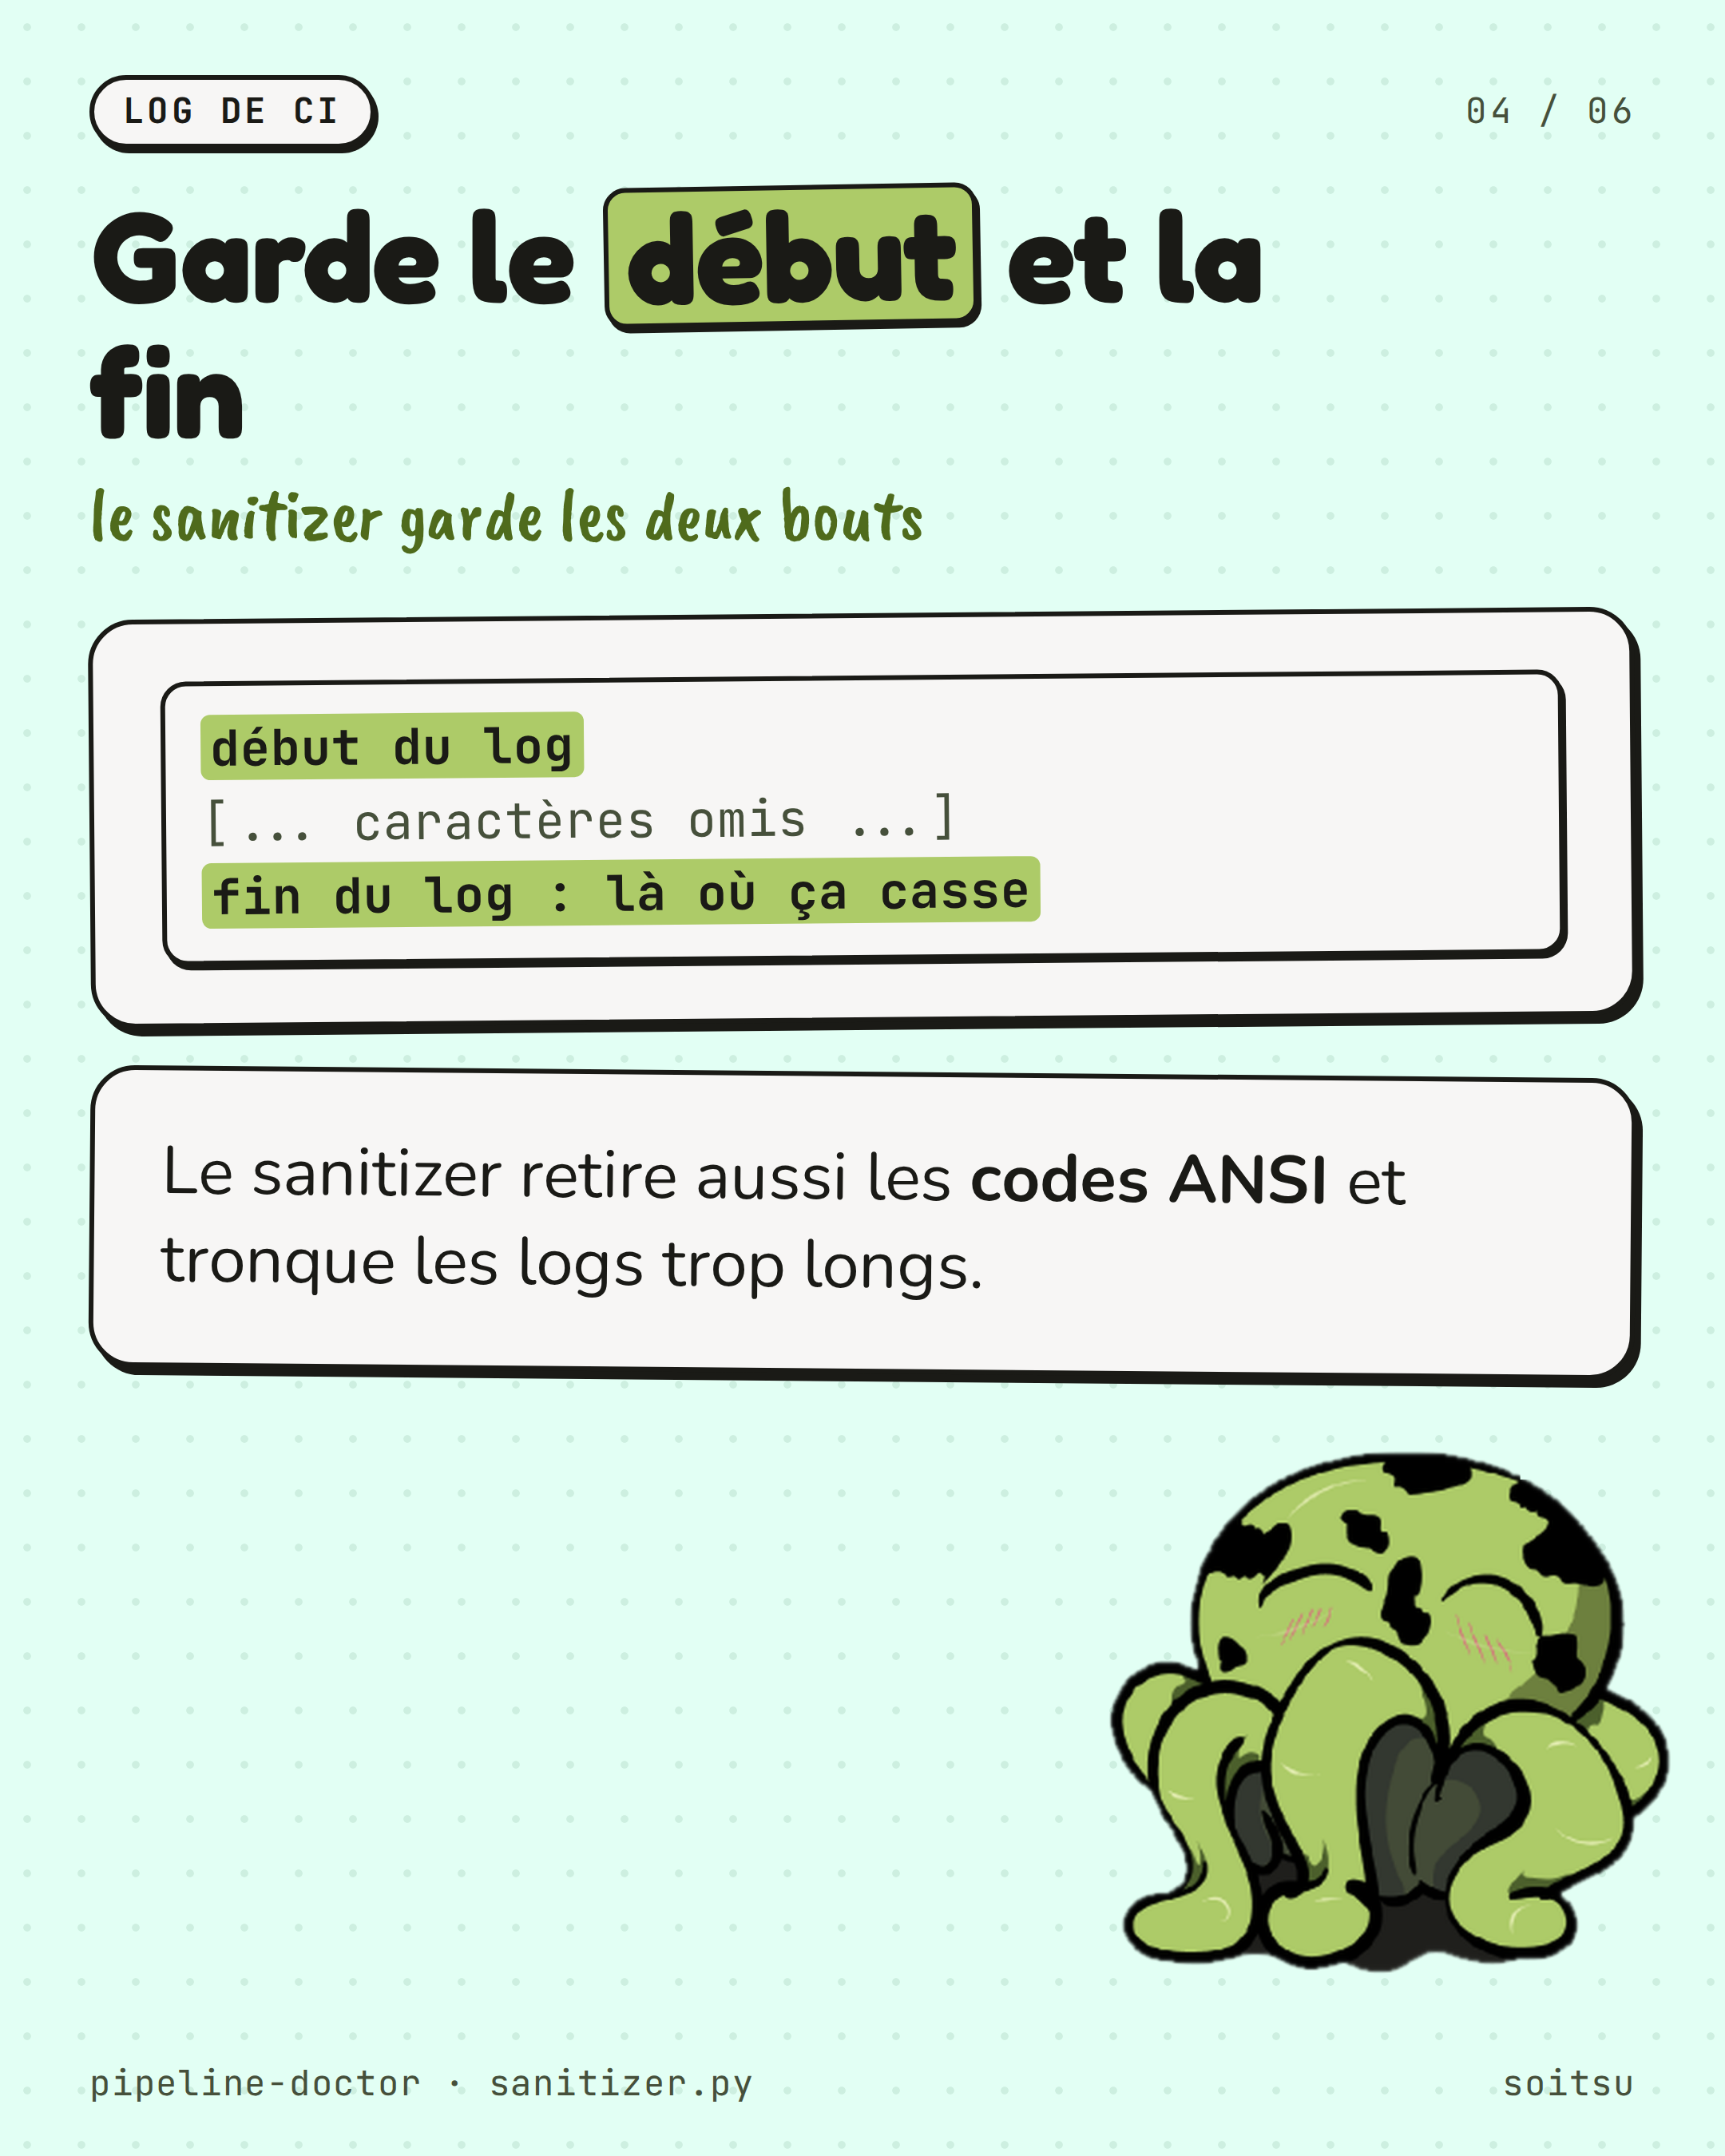 LOG DE CI
04 / 06
Garde le début et la
fin
le sanitizer garde les deux bouts
début du log
[... caractères omis ...]
fin du log : là où ça casse
Le sanitizer retire aussi les codes ANSI et
tronque les logs trop longs.
pipeline-doctor · sanitizer.py
soitsu